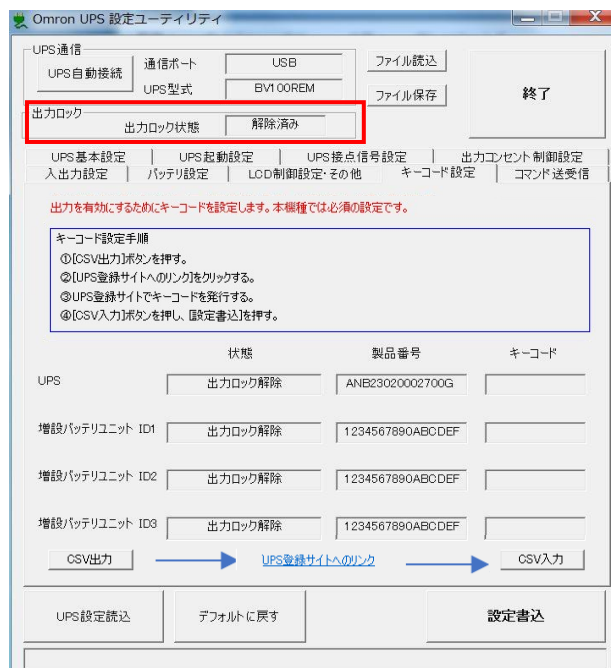 Omron UPS 設定ユーティリティ
UPS通信
UPS自動接続
通信ポート
USB
UPS型式
BV100REM
ファイル読込
ファイル保存
終了
出力ロック
出力ロック状態
解除済み
UPS基本設定
UPS起動設定
UPS接点信号設定
出力コンセント制御設定
入出力設定
バッテリ設定
LCD制御設定・その他
キーコード設定
コマンド送受信
出力を有効にするためにキーコードを設定します。本機種では必須の設定です。
キーコード設定手順
①[CSV出力]ボタンを押す。
②[UPS登録サイトへのリンク]をクリックする。
③UPS登録サイトでキーコードを発行する。
④[CSV入力]ボタンを押し、[設定書込]を押す。
状態 製品番号 キーコード
UPS 出力ロック解除 ANB23020002700G
増設バッテリユニット ID1 出力ロック解除 1234567890ABCDEF
増設バッテリユニット ID2 出力ロック解除 1234567890ABCDEF
増設バッテリユニット ID3 出力ロック解除 1234567890ABCDEF
CSV出力 UPS登録サイトへのリンク CSV入力
UPS設定読込 デフォルトに戻す 設定書込